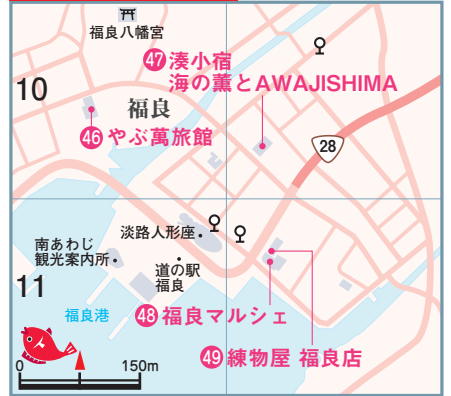 福良八幡宮
47 湊小宿
海の薫とAWAJISHIMA
10
福良
46 やぶ萬旅館
28
淡路人形座
南あわじ
観光案内所
道の駅
福良
11
福良港
48 福良マルシェ
49 練物屋 福良店
0 150m